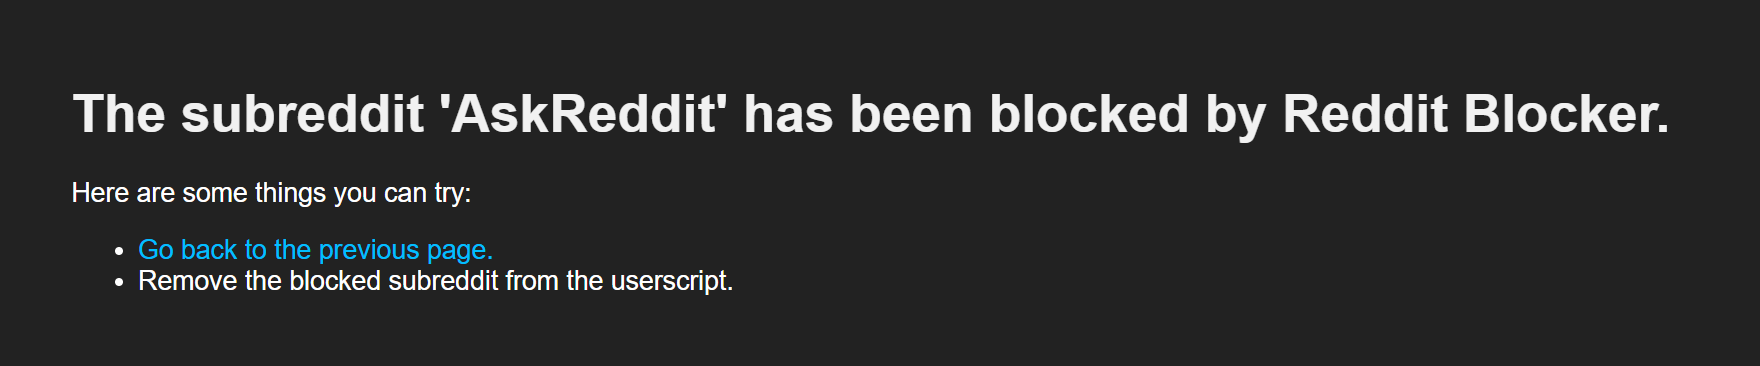 The subreddit 'AskReddit' has been blocked by Reddit Blocker.
Here are some things you can try:
• Go back to the previous page.
• Remove the blocked subreddit from the userscript.